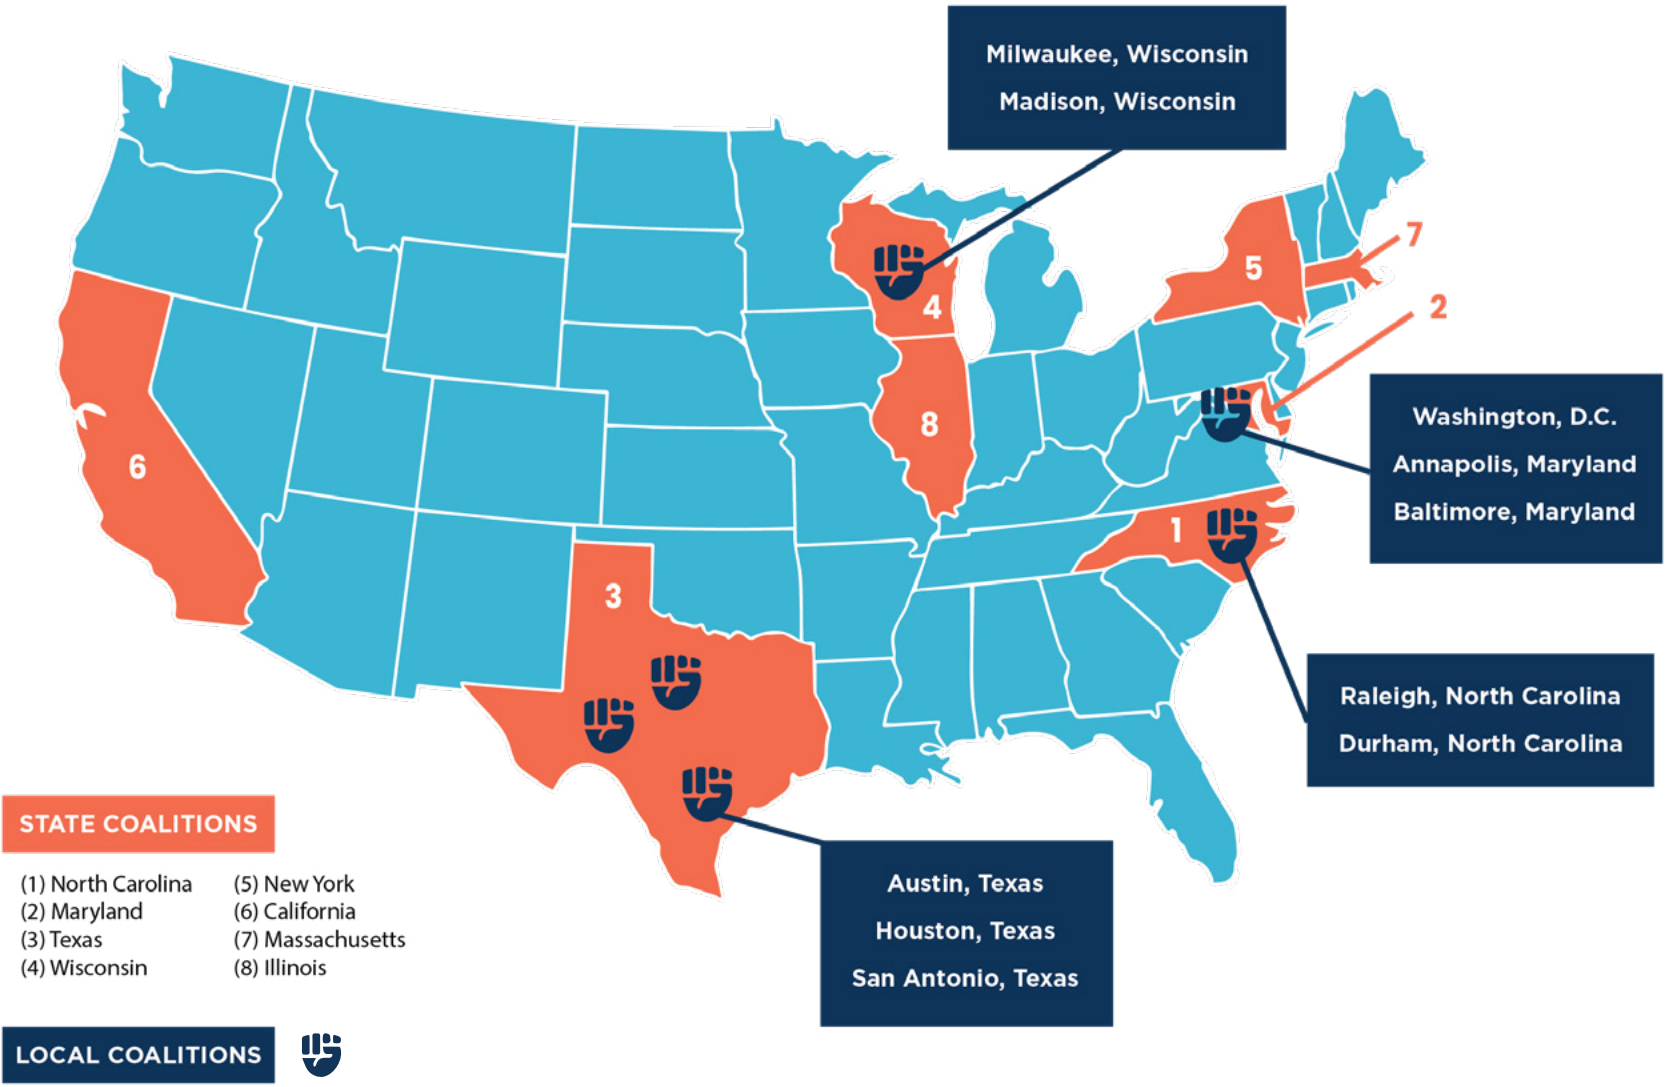 Milwaukee, Wisconsin
Madison, Wisconsin
7
5
2
4
Washington, D.C.
Annapolis, Maryland
Baltimore, Maryland
8
6
1
3
Raleigh, North Carolina
Durham, North Carolina
STATE COALITIONS
(1) North Carolina
(2) Maryland
(3) Texas
(4) Wisconsin
(5) New York
(6) California
(7) Massachusetts
(8) Illinois
Austin, Texas
Houston, Texas
San Antonio, Texas
LOCAL COALITIONS